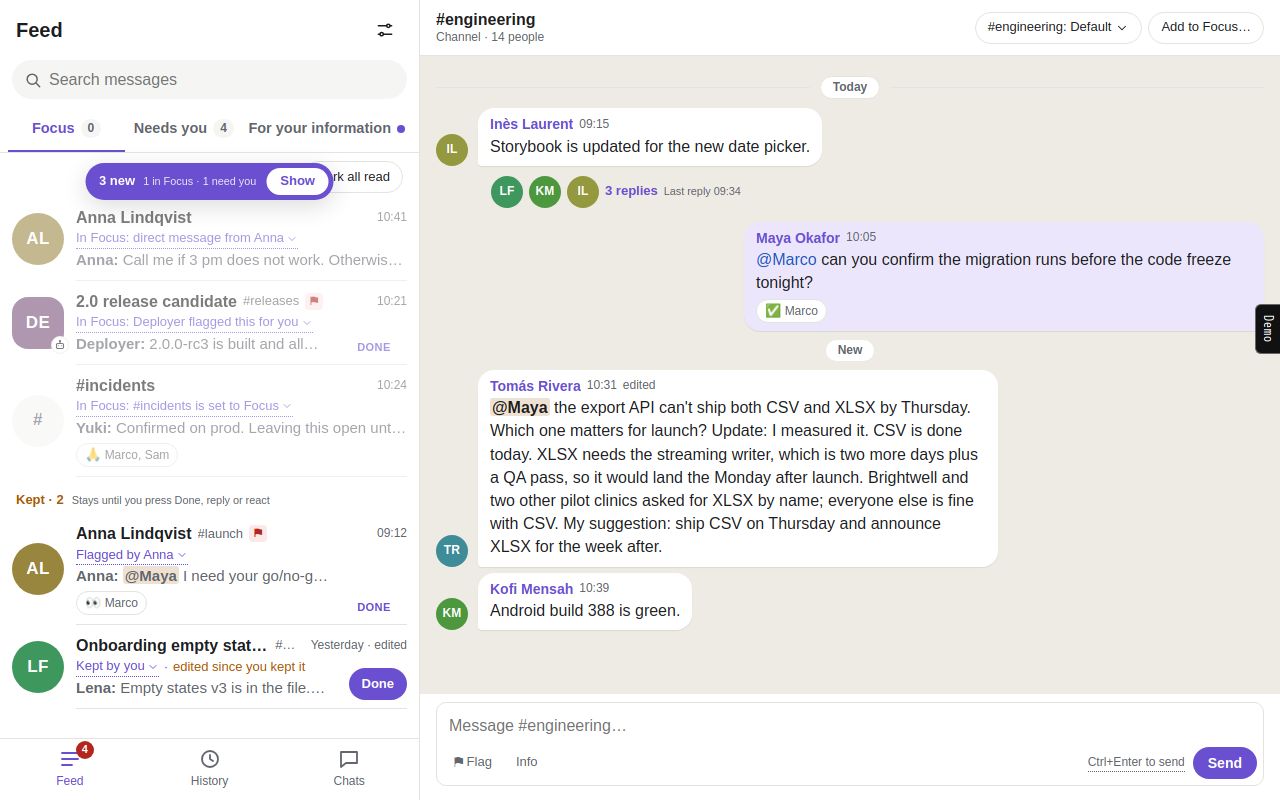 Feed
Search messages
Focus 0 Needs you 4 For your information
3 new 1 in Focus · 1 need you Show
rk all read
AL
Anna Lindqvist 10:41
In Focus: direct message from Anna
Anna: Call me if 3 pm does not work. Otherwis…
DE
2.0 release candidate #releases 10:21
In Focus: Deployer flagged this for you
Deployer: 2.0.0-rc3 is built and all…
DONE
#
#incidents 10:24
In Focus: #incidents is set to Focus
Yuki: Confirmed on prod. Leaving this open unt…
🙏 Marco, Sam
Kept · 2 Stays until you press Done, reply or react
AL
Anna Lindqvist #launch 09:12
Flagged by Anna
Anna: @Maya I need your go/no-g…
👀 Marco
DONE
LF
Onboarding empty stat… #… Yesterday · edited
Kept by you · edited since you kept it
Lena: Empty states v3 is in the file.…
Done
4
Feed
History
Chats
#engineering
Channel · 14 people
#engineering: Default
Add to Focus…
Today
IL
Inès Laurent 09:15
Storybook is updated for the new date picker.
LF KM IL 3 replies Last reply 09:34
Maya Okafor 10:05
@Marco can you confirm the migration runs before the code freeze
tonight?
✅ Marco
New
TR
Tomás Rivera 10:31 edited
@Maya the export API can't ship both CSV and XLSX by Thursday.
Which one matters for launch? Update: I measured it. CSV is done
today. XLSX needs the streaming writer, which is two more days plus
a QA pass, so it would land the Monday after launch. Brightwell and
two other pilot clinics asked for XLSX by name; everyone else is fine
with CSV. My suggestion: ship CSV on Thursday and announce
XLSX for the week after.
KM
Kofi Mensah 10:39
Android build 388 is green.
Demo
Message #engineering…
Flag Info Ctrl+Enter to send Send